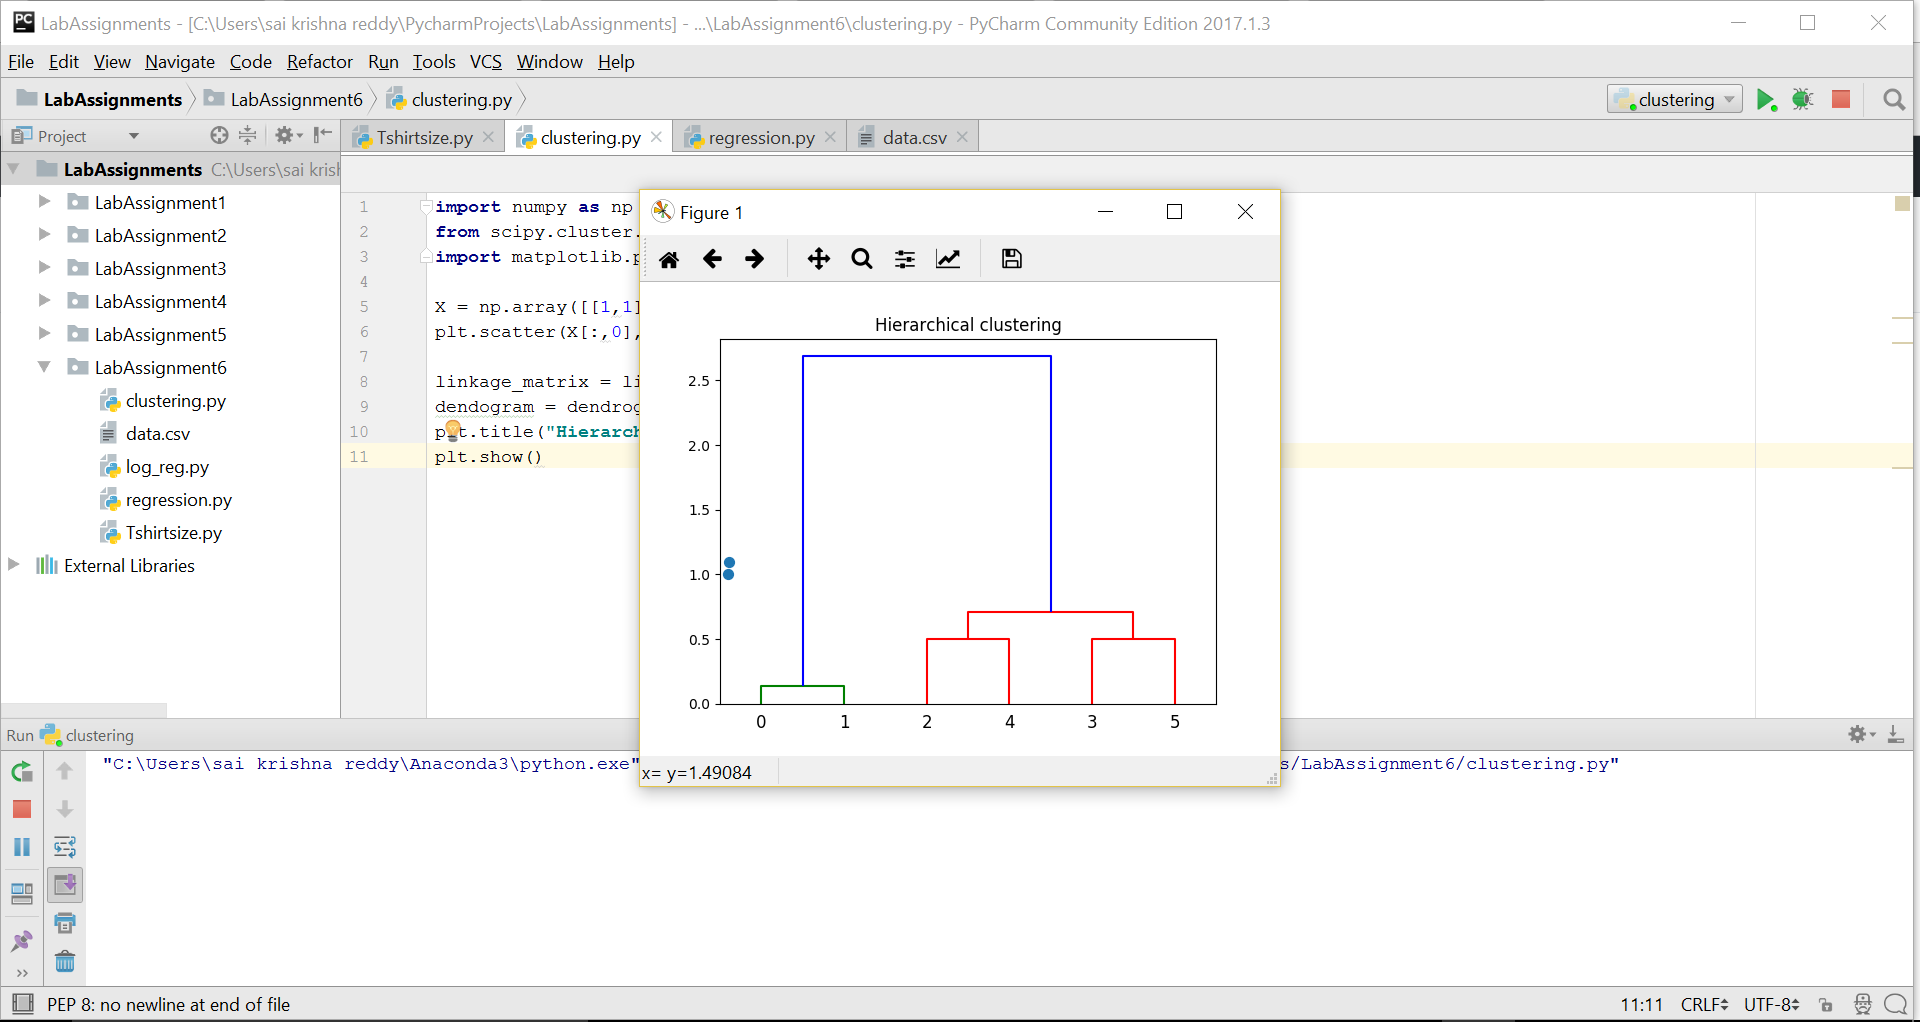 LabAssignments - [C:\Users\sai krishna reddy\PycharmProjects\LabAssignments] - ...\LabAssignment6\clustering.py - PyCharm Community Edition 2017.1.3
File Edit View Navigate Code Refactor Run Tools VCS Window Help
LabAssignments LabAssignment6 clustering.py clustering
Project Tshirtsize.py clustering.py regression.py data.csv
LabAssignments C:\Users\sai krish
LabAssignment1
LabAssignment2
LabAssignment3
LabAssignment4
LabAssignment5
LabAssignment6
clustering.py
data.csv
log_reg.py
regression.py
Tshirtsize.py
External Libraries
1 import numpy as np
2 from scipy.cluster.
3 import matplotlib.p
4
5 X = np.array([[1,1]
6 plt.scatter(X[:,0],
7
8 linkage_matrix = li
9 dendogram = dendrog
10 plt.title("Hierarch
11 plt.show()
Figure 1
Hierarchical clustering
2.5
2.0
1.5
1.0
0.5
0.0
0 1 2 4 3 5
x= y=1.49084
Run clustering
"C:\Users\sai krishna reddy\Anaconda3\python.exe" s/LabAssignment6/clustering.py"
PEP 8: no newline at end of file 11:11 CRLF UTF-8